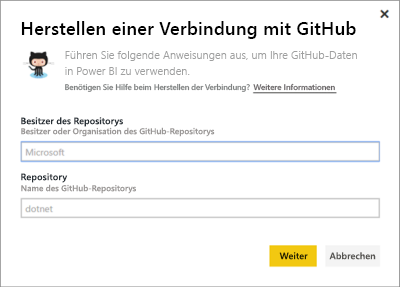 Herstellen einer Verbindung mit GitHub
Führen Sie folgende Anweisungen aus, um Ihre GitHub-Daten
in Power BI zu verwenden.
Benötigen Sie Hilfe beim Herstellen der Verbindung? Weitere Informationen
Besitzer des Repositorys
Besitzer oder Organisation des GitHub-Repositorys
Microsoft
Repository
Name des GitHub-Repositorys
dotnet
Weiter Abbrechen